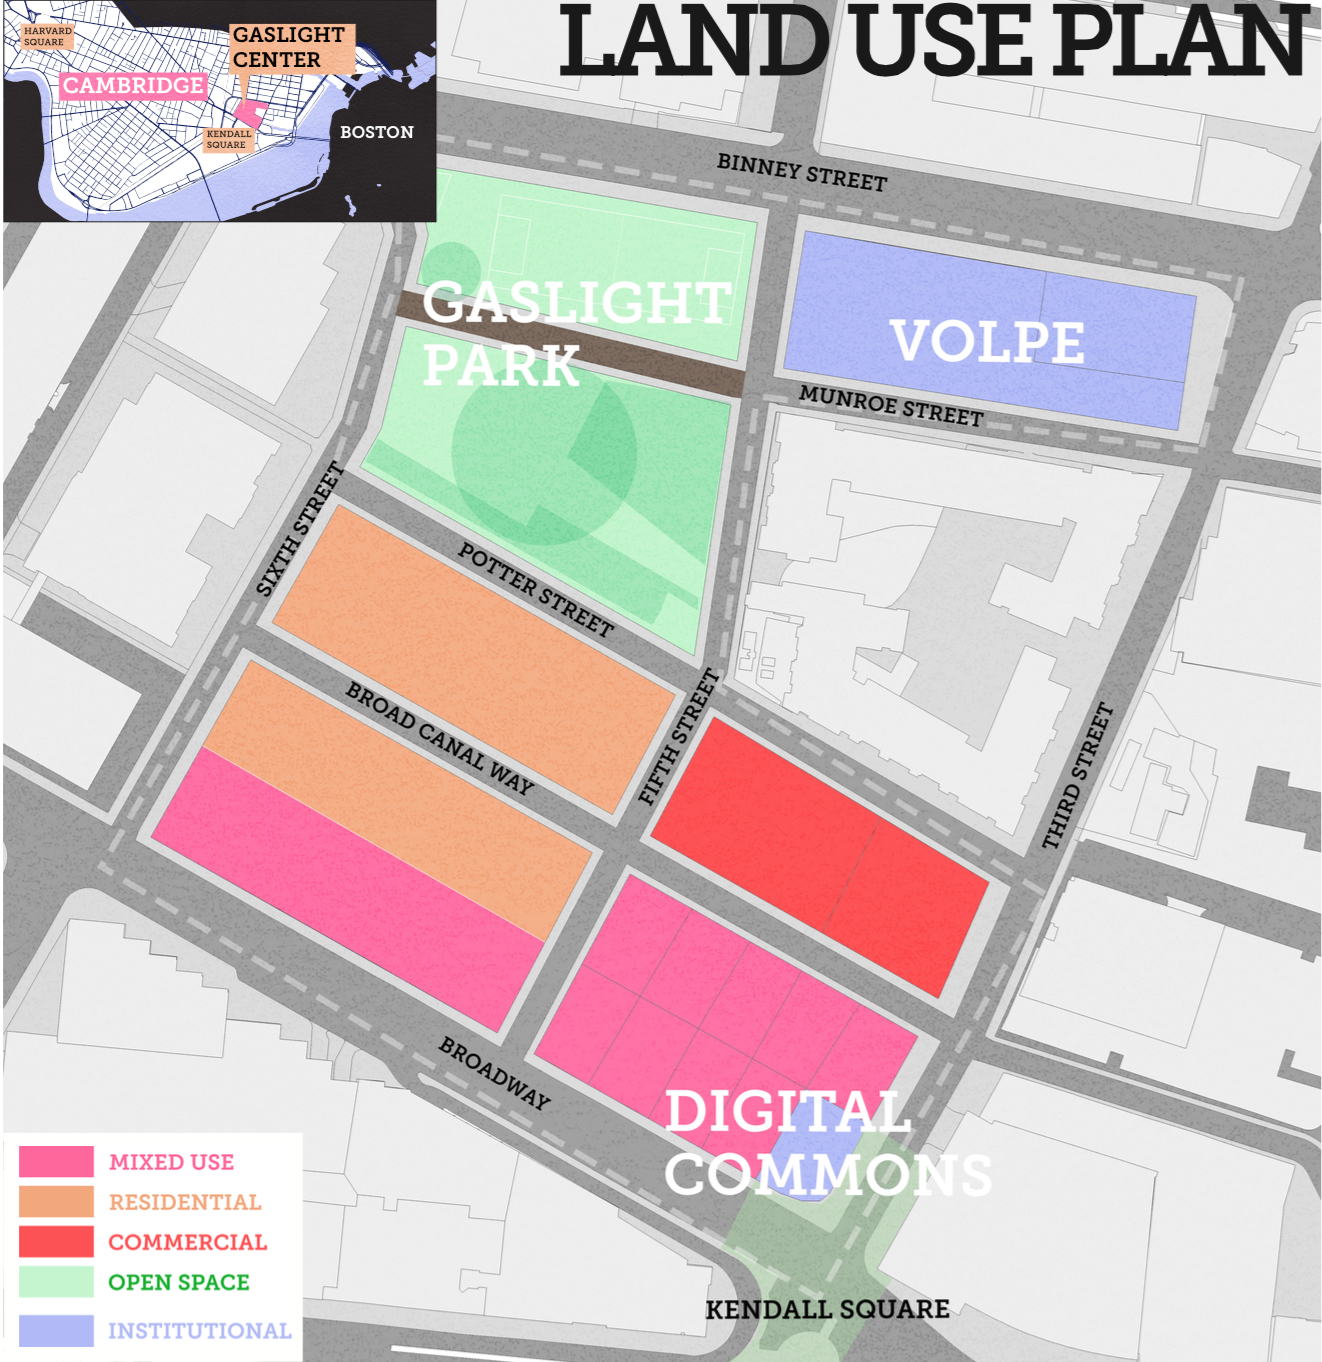 LAND USE PLAN
HARVARD
SQUARE
GASLIGHT
CENTER
CAMBRIDGE
KENDALL
SQUARE
BOSTON
BINNEY STREET
GASLIGHT
PARK
VOLPE
MUNROE STREET
SIXTH STREET
POTTER STREET
BROAD CANAL WAY
FIFTH STREET
THIRD STREET
BROADWAY
DIGITAL
COMMONS
KENDALL SQUARE
MIXED USE
RESIDENTIAL
COMMERCIAL
OPEN SPACE
INSTITUTIONAL